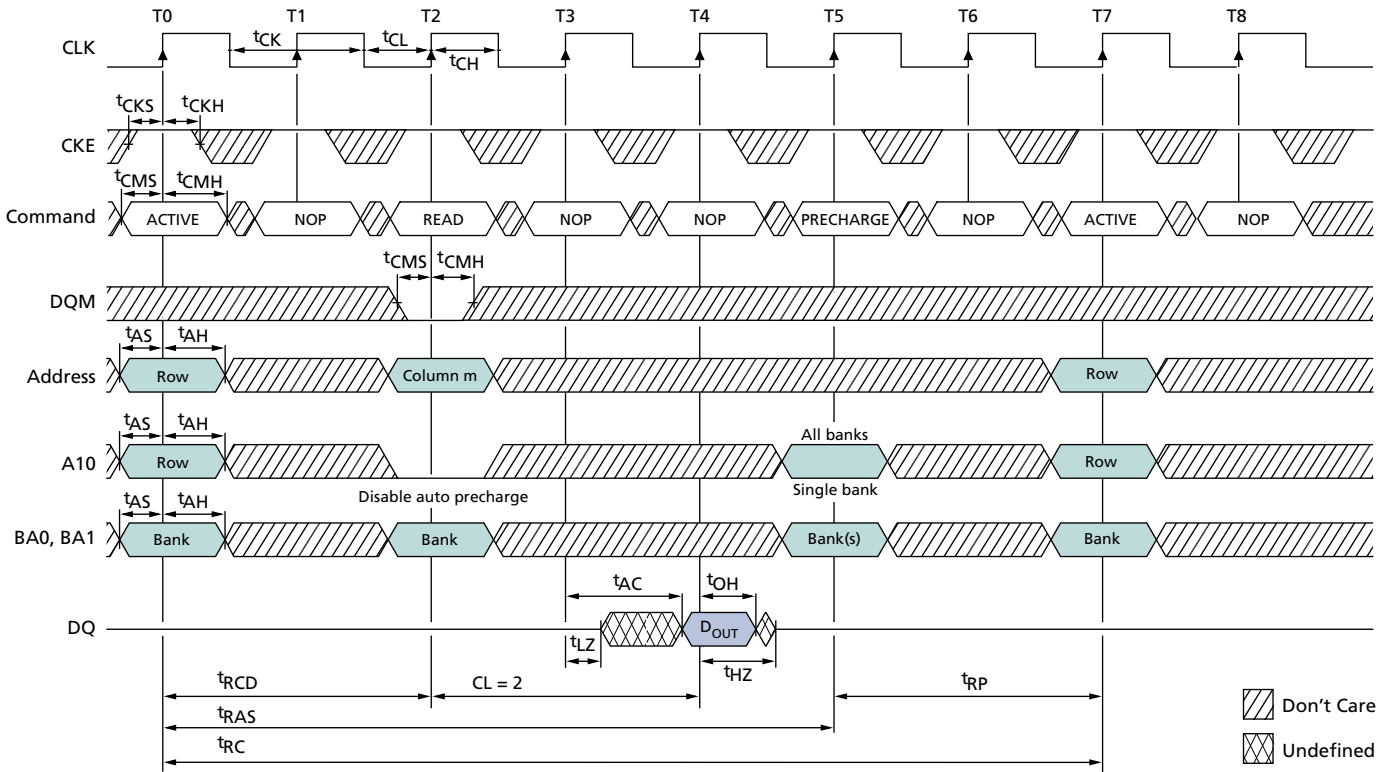 T0 T1 T2 T3 T4 T5 T6 T7 T8
CLK
tCK tCL
tCH
tCKS tCKH
CKE
tCMS tCMH
Command ACTIVE NOP READ NOP NOP PRECHARGE NOP ACTIVE NOP
tCMS tCMH
DQM
tAS tAH
Address Row Column m Row
tAS tAH
All banks
A10 Row Row
Disable auto precharge Single bank
tAS tAH
BA0, BA1 Bank Bank Bank(s) Bank
tAC tOH
DQ DOUT
tLZ tHZ
tRCD CL = 2 tRP
tRAS
tRC
Don't Care
Undefined